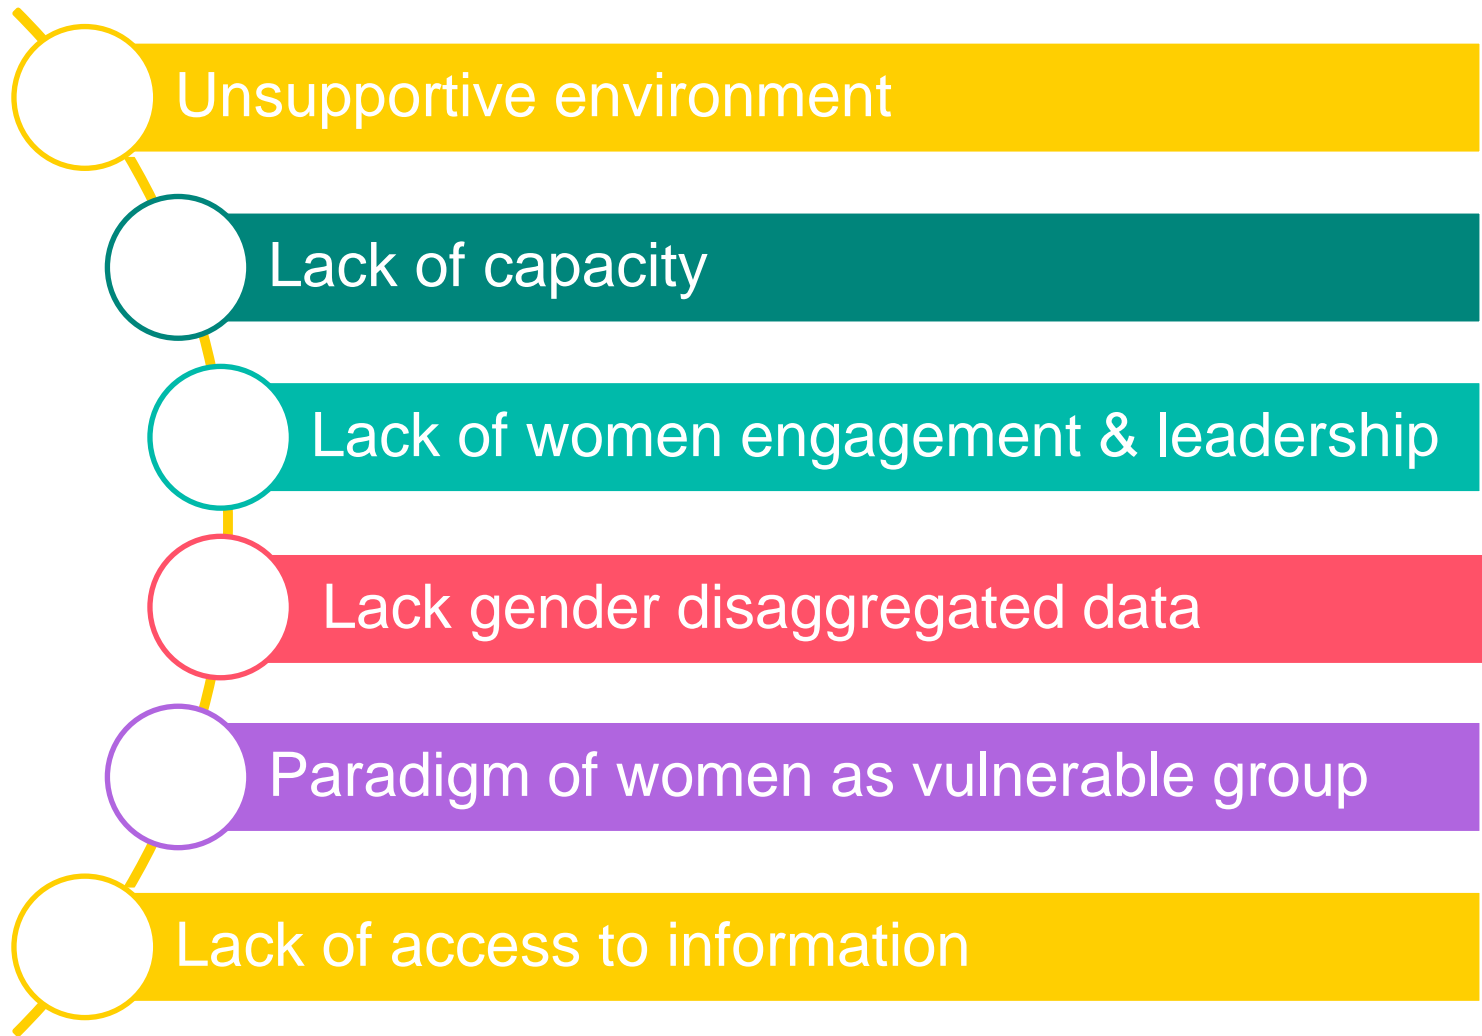 Unsupportive environment
Lack of capacity
Lack of women engagement & leadership
Lack gender disaggregated data
Paradigm of women as vulnerable group
Lack of access to information